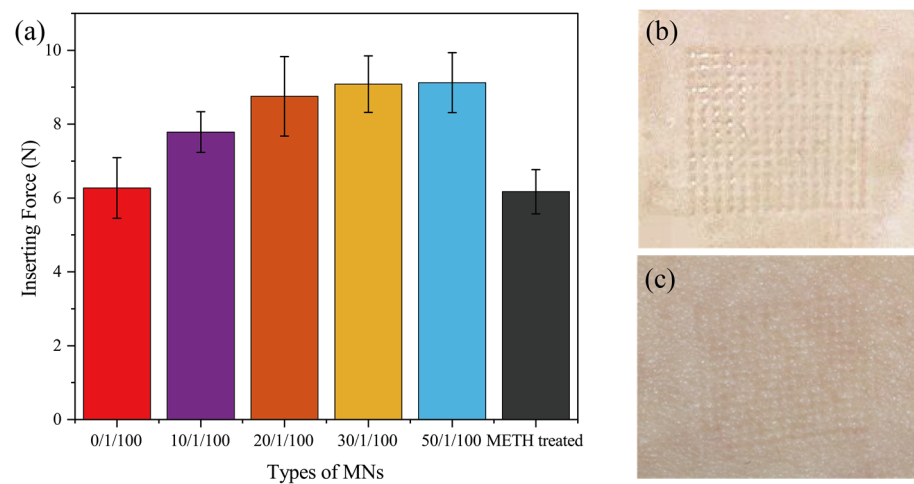 (a)
Inserting Force (N)
10
8
6
4
2
0
0/1/100 10/1/100 20/1/100 30/1/100 50/1/100 METH treated
Types of MNs
(b)
(c)